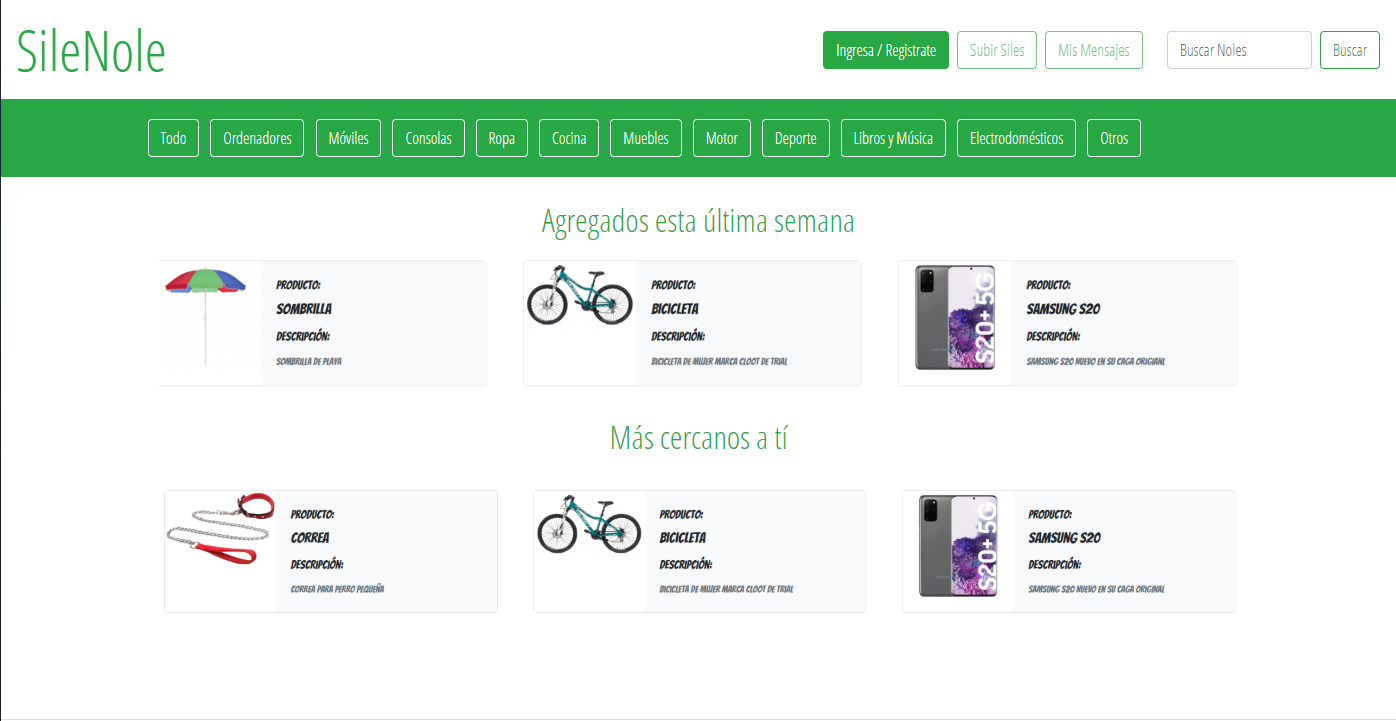 SileNole
Ingresa / Registrate
Subir Siles
Mis Mensajes
Buscar Noles
Buscar
Todo
Ordenadores
Móviles
Consolas
Ropa
Cocina
Muebles
Motor
Deporte
Libros y Música
Electrodomésticos
Otros
Agregados esta última semana
PRODUCTO:
SOMBRILLA
DESCRIPCIÓN:
SOMBRILLA DE PLAYA
PRODUCTO:
BICICLETA
DESCRIPCIÓN:
BICICLETA DE MUJER MARCA CLOOT DE TRIAL
S20+ 5G
PRODUCTO:
SAMSUNG S20
DESCRIPCIÓN:
SAMSUNG S20 NUEVO EN SU CAGA ORIGIANL
Más cercanos a tí
PRODUCTO:
CORREA
DESCRIPCIÓN:
CORREA PARA PERRO PEQUEÑA
PRODUCTO:
BICICLETA
DESCRIPCIÓN:
BICICLETA DE MUJER MARCA CLOOT DE TRIAL
S20+ 5G
PRODUCTO:
SAMSUNG S20
DESCRIPCIÓN:
SAMSUNG S20 NUEVO EN SU CAGA ORIGINAL